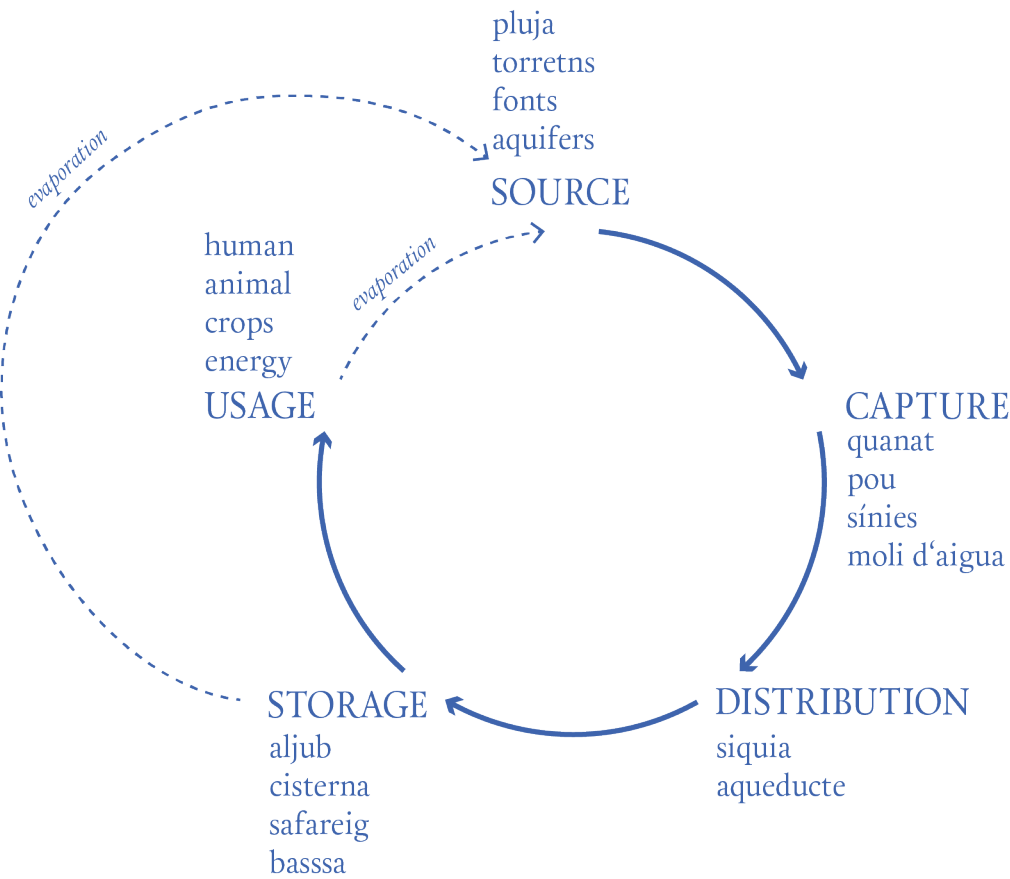 pluja
torretns
fonts
aquifers
SOURCE
evaporation
evaporation
human
animal
crops
energy
USAGE
CAPTURE
quanat
pou
sínies
moli d‘aigua
DISTRIBUTION
siquia
aqueducte
STORAGE
aljub
cisterna
safareig
basssa